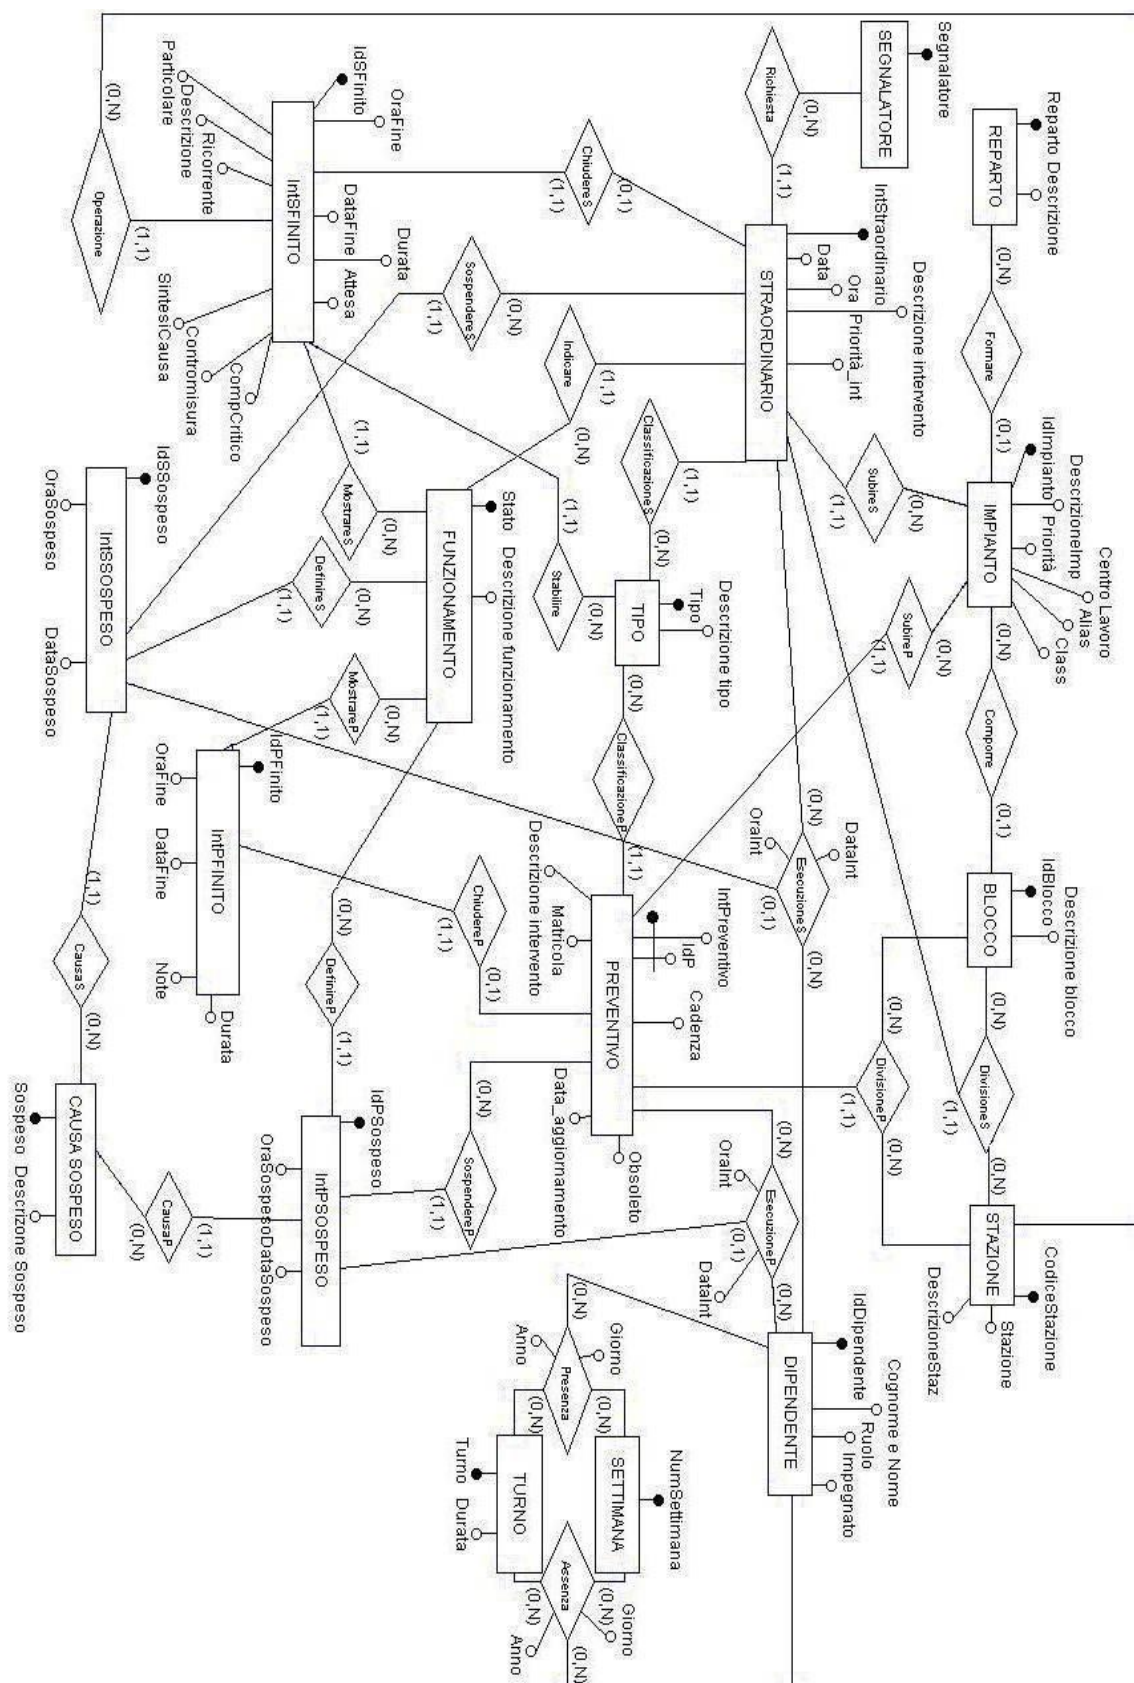 Segnalatore
SEGNALATORE
(0,N)
Richiesta
(1,1)
Reparto
Descrizione
REPARTO
(0,N)
Formare
(0,1)
IdImpianto
DescrizioneImp
Priorità
Centro Lavoro
Alias
Class
IMPIANTO
(0,N)
Comporre
(0,1)
IdBlocco
Descrizione blocco
BLOCCO
(0,N)
DivisioneS
(1,1)
(0,N)
CodiceStazione
Stazione
DescrizioneStaz
STAZIONE
(0,N)
DivisioneP
(1,1)
(0,N)
(0,N)
SubireS
(1,1)
(0,N)
SubireP
(1,1)
IntStraordinario
Data
Ora
Descrizione intervento
Priorità_int
STRAORDINARIO
(0,1)
ChiudereS
(1,1)
(0,N)
SospendereS
(1,1)
(1,1)
Indicare
(0,N)
(1,1)
ClassificazioneS
(0,N)
Tipo
Descrizione tipo
TIPO
(0,N)
Stabilire
(1,1)
(0,N)
ClassificazioneP
(1,1)
(0,N)
DataInt
OraInt
EsecuzioneS
(0,1)
(0,N)
IdSFinito
OraFine
Particolare
Descrizione
Ricorrente
IntSFINITO
DataFine
Durata
Attesa
SintesiCausa
Contromisura
CompCritico
(0,N)
Operazione
(1,1)
(1,1)
MostrareS
(0,N)
Stato
Descrizione funzionamento
FUNZIONAMENTO
(0,N)
DefinireS
(1,1)
(0,N)
MostrareP
(1,1)
IdSSospeso
OraSospeso
DataSospeso
IntSSOSPESO
(1,1)
CausaS
(0,N)
IdPFinito
OraFine
DataFine
Note
Durata
IntPFINITO
ChiudereP
(1,1)
(0,1)
(0,N)
DefinireP
(1,1)
Descrizione intervento
Matricola
IntPreventivo
IdP
Cadenza
Data_aggiornamento
Obsoleto
PREVENTIVO
(0,N)
SospendereP
(1,1)
(0,N)
OraInt
DataInt
EsecuzioneP
(0,1)
(0,N)
IdPSospeso
OraSospeso
DataSospeso
IntPSOSPESO
(1,1)
CausaP
(0,N)
CAUSA SOSPESO
Sospeso
Descrizone Sospeso
IdDipendente
Cognome e Nome
Ruolo
Impegnato
DIPENDENTE
(0,N)
Giorno
Anno
Presenza
(0,N)
(0,N)
NumSettimana
SETTIMANA
TURNO
Turno
Durata
(0,N)
(0,N)
Assenza
Giorno
Anno
(0,N)